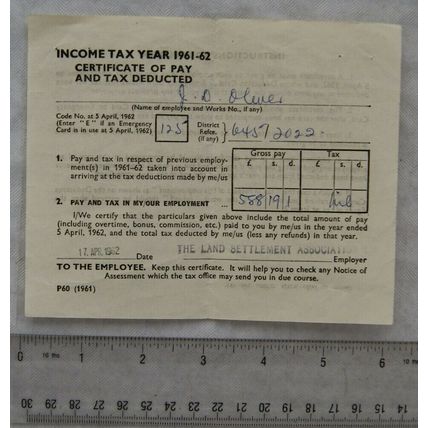 INCOME TAX YEAR 1961-62
CERTIFICATE OF PAY
AND TAX DEDUCTED
(Name of employee and Works No., if any)
Code No. at 5 April, 1962
(Enter "E" if an Emergency
Card is in use at 5 April, 1962) 125 District Refce. (if any) 6457 2022
Gross pay Tax
£ s. d. £ s. d.
1. Pay and tax in respect of previous employ-
ment(s) in 1961-62 taken into account in
arriving at the tax deductions made by me/us
2. PAY AND TAX IN MY/OUR EMPLOYMENT ... 558 19 1 Nil
I/We certify that the particulars given above include the total amount of pay
(including overtime, bonus, commission, etc.) paid to you by me/us in the year ended
5 April, 1962, and the total tax deducted by me/us (less any refunds) in that year.
17 APR 1962 Date THE LAND SETTLEMENT ASSOCIATION Employer
TO THE EMPLOYEE. Keep this certificate. It will help you to check any Notice of
Assessment which the tax office may send you in due course.
P60 (1961)
0 1 2 3 4 5 6
10 ths 10 ths
30 29 28 27 26 25 24 23 22 21 20 19 18 17 16 15